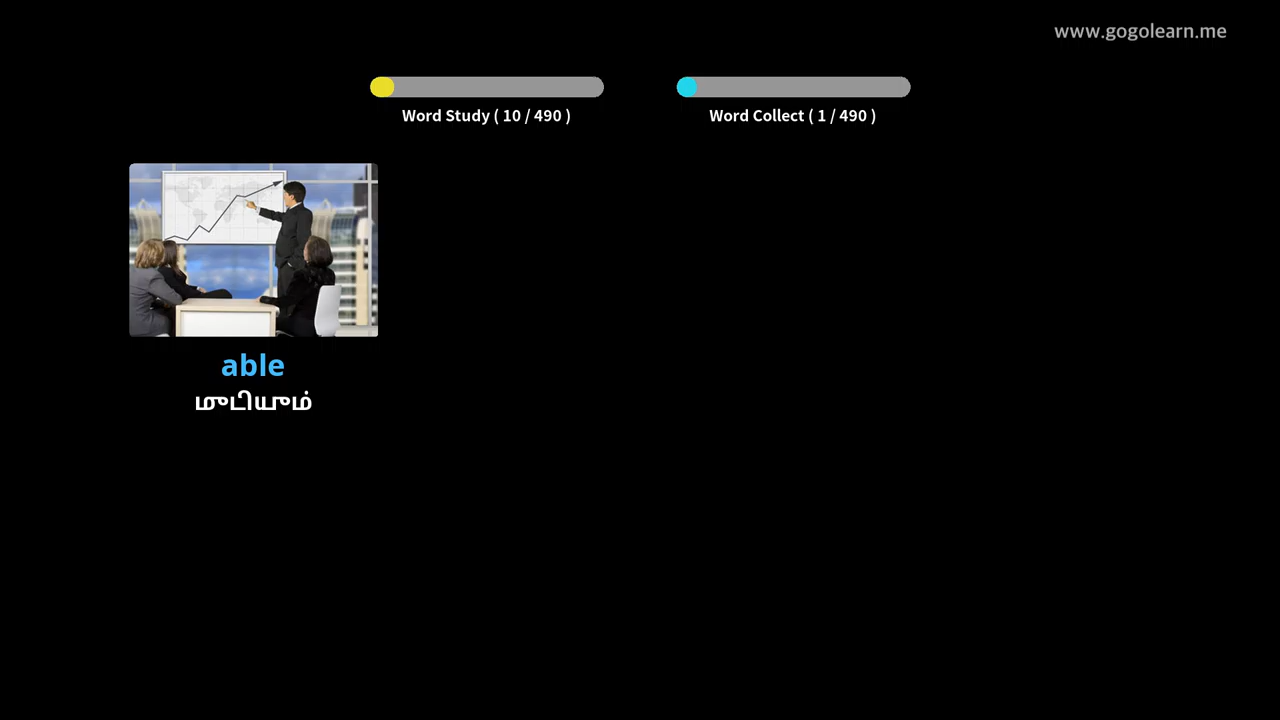 www.gogolearn.me
Word Study ( 10 / 490 )
Word Collect ( 1 / 490 )
able
முடியும்